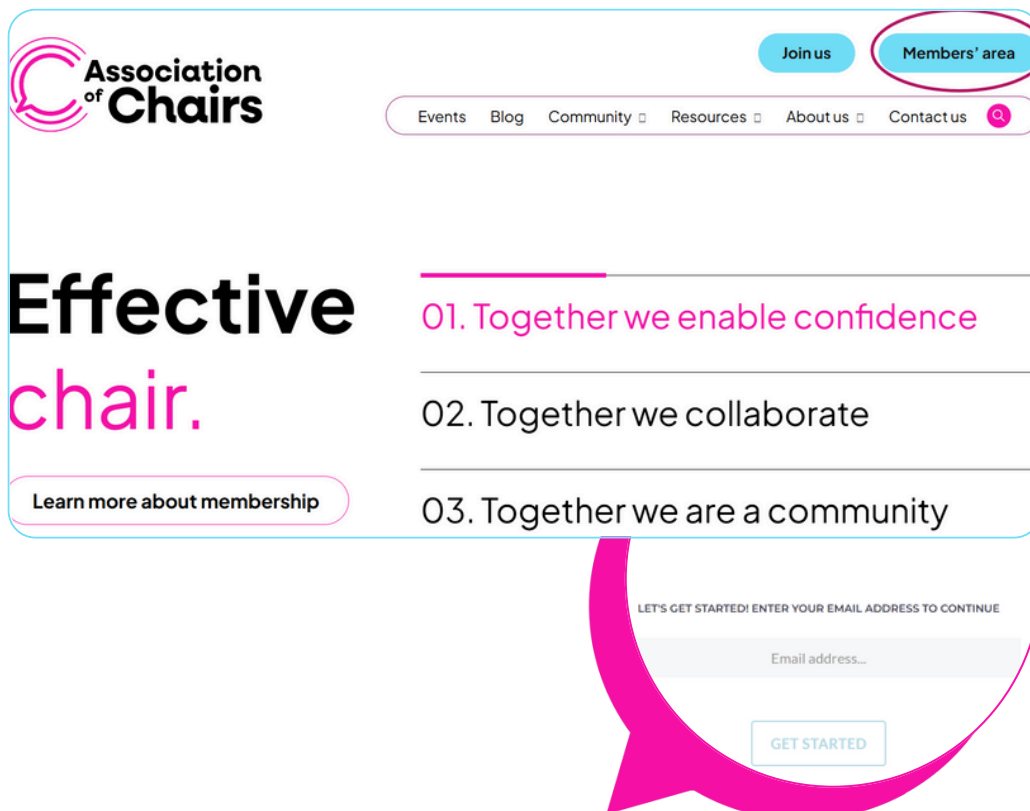 Association
of Chairs
Join us
Members' area
Events Blog Community Resources About us Contact us
Effective
chair.
Learn more about membership
01. Together we enable confidence
02. Together we collaborate
03. Together we are a community
LET'S GET STARTED! ENTER YOUR EMAIL ADDRESS TO CONTINUE
Email address...
GET STARTED